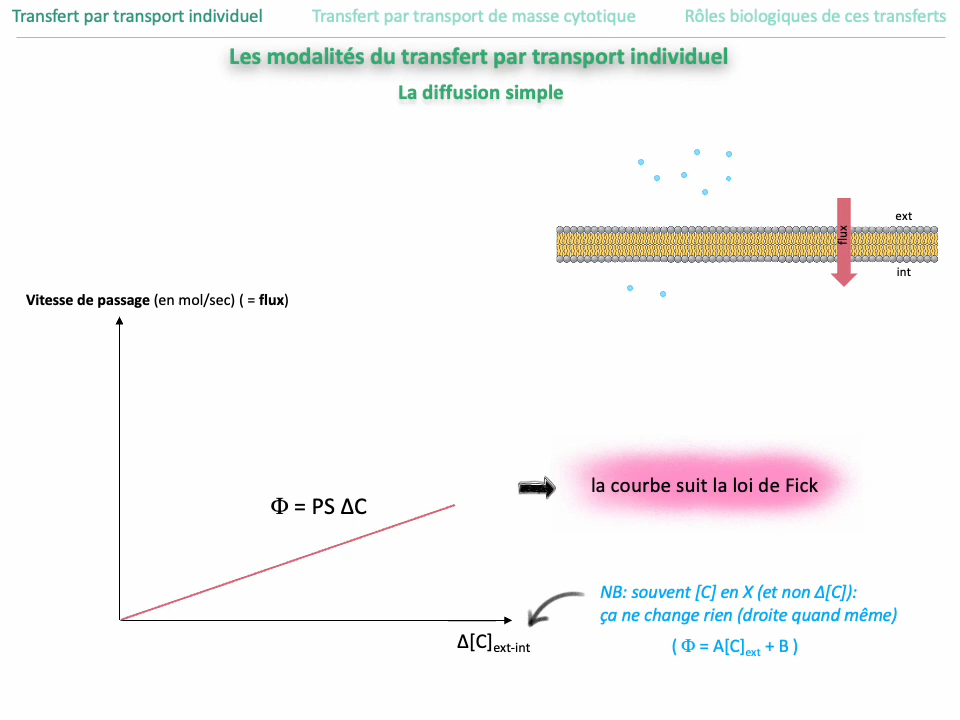 Transfert par transport individuel
Transfert par transport de masse cytotique
Rôles biologiques de ces transferts
Les modalités du transfert par transport individuel
La diffusion simple
ext
flux
int
Vitesse de passage (en mol/sec) ( = flux)
Φ = PS ΔC
la courbe suit la loi de Fick
NB: souvent [C] en X (et non Δ[C]):
ça ne change rien (droite quand même)
( Φ = A[C]ext + B )
Δ[C]ext-int